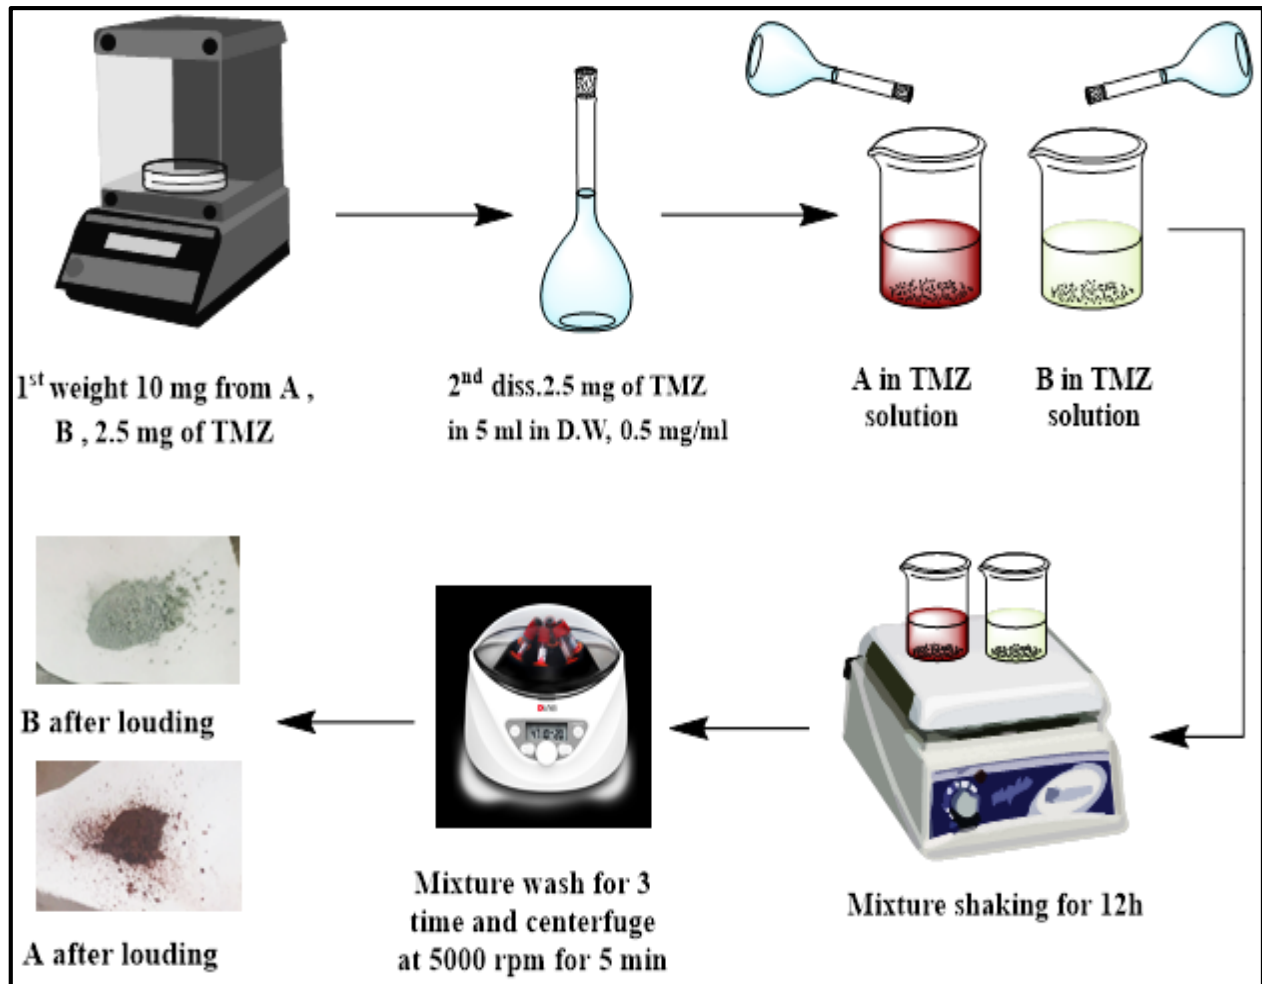 1st weight 10 mg from A ,
B , 2.5 mg of TMZ
2nd diss.2.5 mg of TMZ
in 5 ml in D.W, 0.5 mg/ml
A in TMZ
solution
B in TMZ
solution
Mixture shaking for 12h
Mixture wash for 3
time and centerfuge
at 5000 rpm for 5 min
B after louding
A after louding